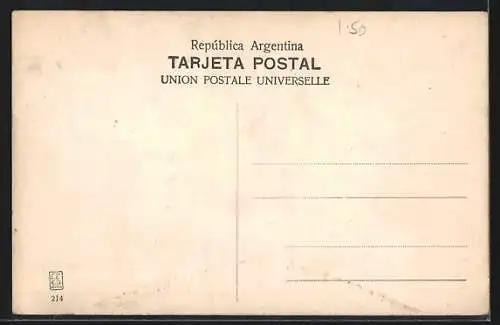 1.50
República Argentina
TARJETA POSTAL
UNION POSTALE UNIVERSELLE
214